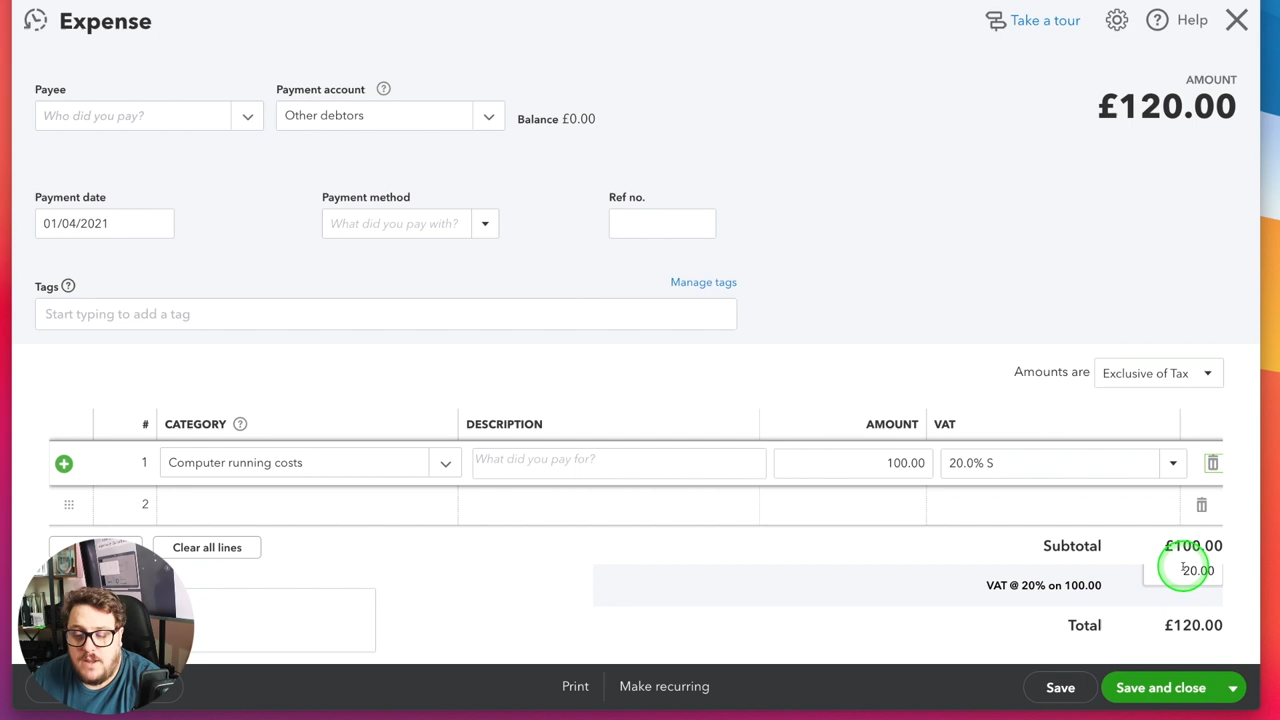 Expense
Take a tour
Help
Payee
Payment account
AMOUNT
£120.00
Who did you pay?
Other debtors
Balance £0.00
Payment date
Payment method
Ref no.
01/04/2021
What did you pay with?
Tags
Manage tags
Start typing to add a tag
Amounts are
Exclusive of Tax
# CATEGORY DESCRIPTION AMOUNT VAT
1 Computer running costs What did you pay for? 100.00 20.0% S
2
Clear all lines
Subtotal £100.00
VAT @ 20% on 100.00 20.00
Total £120.00
Print
Make recurring
Save
Save and close